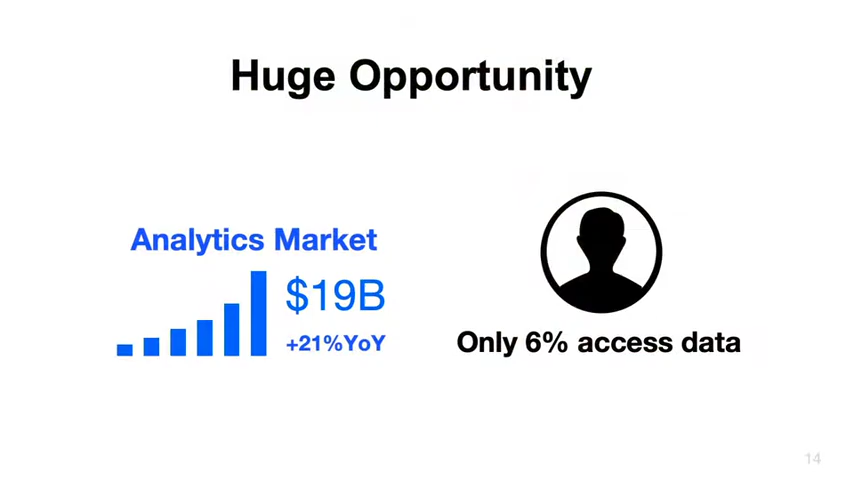 Huge Opportunity
Analytics Market
$19B
+21%YoY
Only 6% access data
14